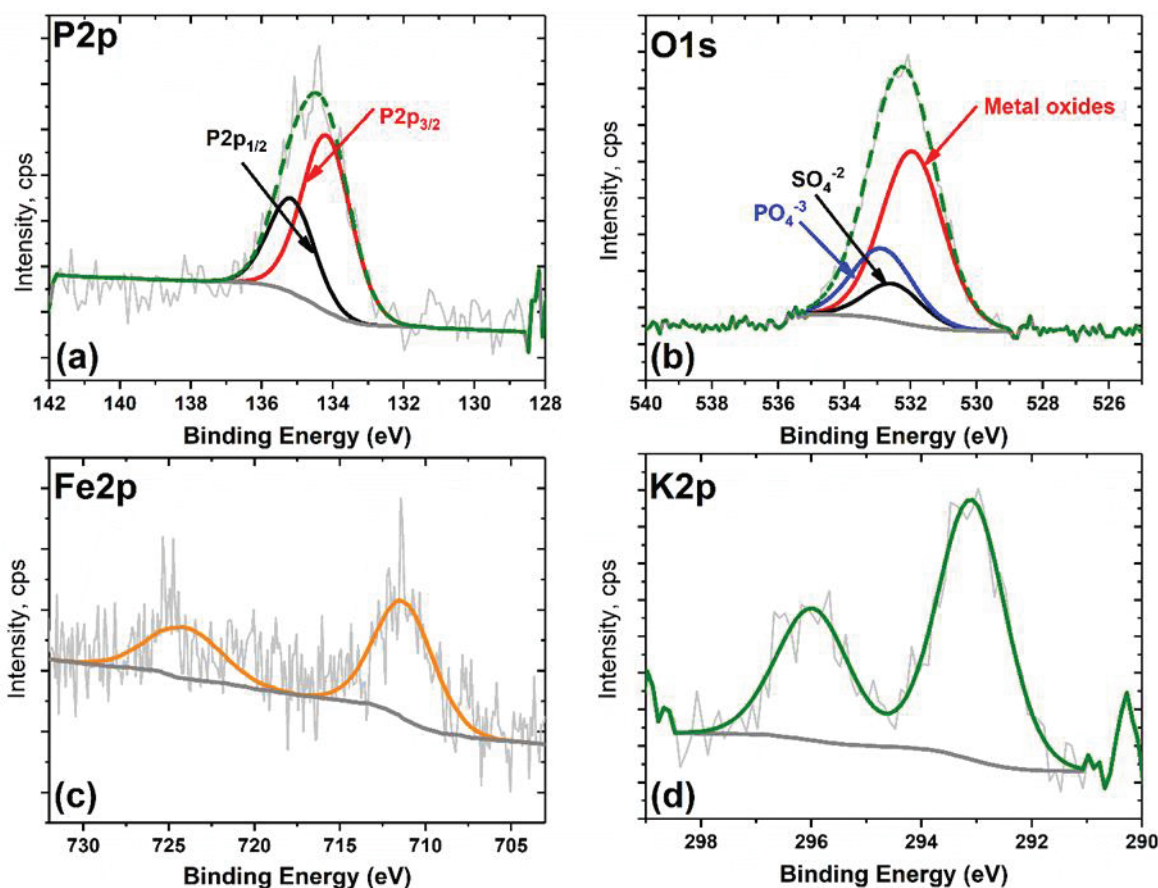 P2p
P2p3/2
P2p1/2
Intensity, cps
(a)
142 140 138 136 135 134 132 130 128
Binding Energy (eV)
O1s
Metal oxides
SO4-2
PO4-3
Intensity, cps
(b)
540 538 536 535 534 532 530 528 526
Binding Energy (eV)
Fe2p
Intensity, cps
(c)
730 725 720 715 710 705
Binding Energy (eV)
K2p
Intensity, cps
(d)
298 296 294 292 290
Binding Energy (eV)